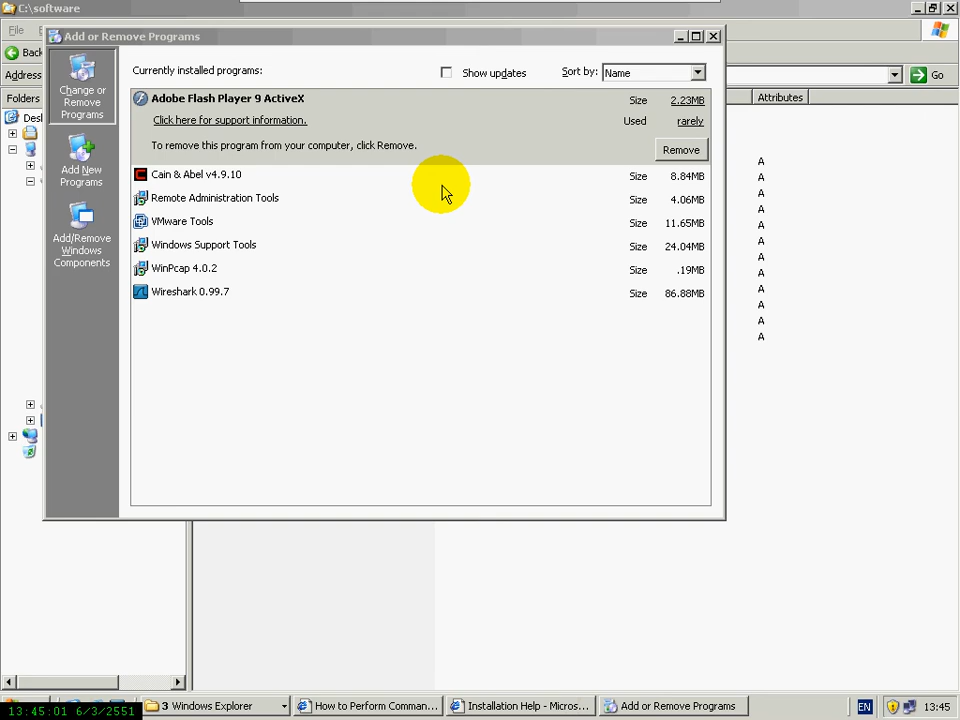 C:\software
File
Back
Address
Go
Folders
Attributes
Add or Remove Programs
Change or
Remove
Programs
Add New
Programs
Add/Remove
Windows
Components
Currently installed programs:
Show updates
Sort by:
Name
Adobe Flash Player 9 ActiveX
Size
2.23MB
Click here for support information.
Used
rarely
To remove this program from your computer, click Remove.
Remove
Cain & Abel v4.9.10
Size
8.84MB
Remote Administration Tools
Size
4.06MB
VMware Tools
Size
11.65MB
Windows Support Tools
Size
24.04MB
WinPcap 4.0.2
Size
.19MB
Wireshark 0.99.7
Size
86.88MB
A
A
A
A
A
A
A
A
A
A
A
A
3 Windows Explorer
How to Perform Comman...
Installation Help - Micros...
Add or Remove Programs
EN
13:45
13:45:01 6/3/2551